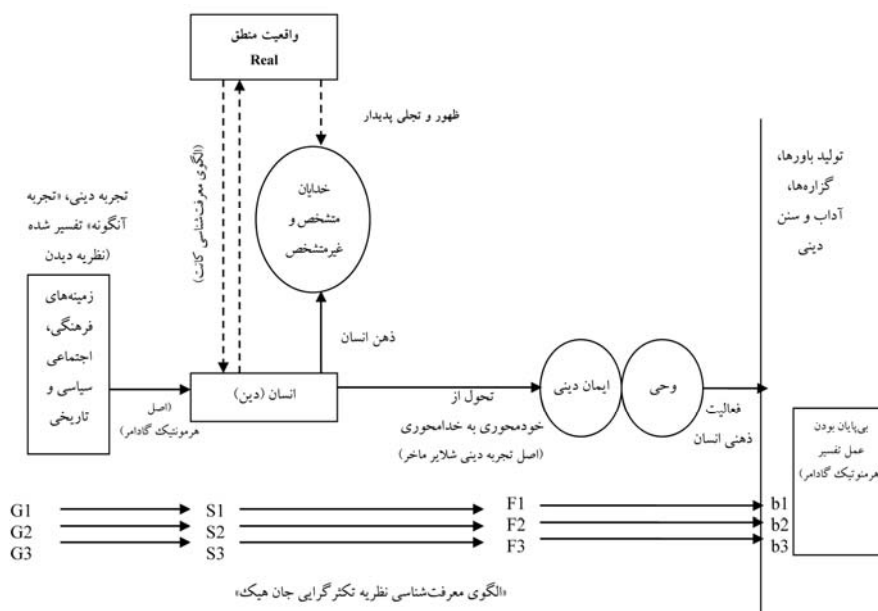 واقعیت منطق
Real
ظهور و تجلی پدیدار
(الگوی معرفت‌شناسی کانت)
خدایان
متشخص و
غیرمتشخص
تجربه دینی، «تجربه
آنگونه» تفسیر شده
(نظریه دیدن
زمینه‌های
فرهنگی،
اجتماعی
سیاسی و
تاریخی
(اصل
هرمونتیک گادامر)
انسان (دین)
ذهن انسان
تحول از
خودمحوری به خدامحوری
(اصل تجربه دینی شلایر ماخر)
ایمان دینی
وحی
فعالیت
ذهنی انسان
تولید باورها،
گزاره‌ها،
آداب و سنن
دینی
بی‌پایان بودن
عمل تفسیر
هرمنوتیک گادامر)
G1 S1 F1 b1
G2 S2 F2 b2
G3 S3 F3 b3
«الگوی معرفت‌شناسی نظریه تکثرگرایی جان هیک»